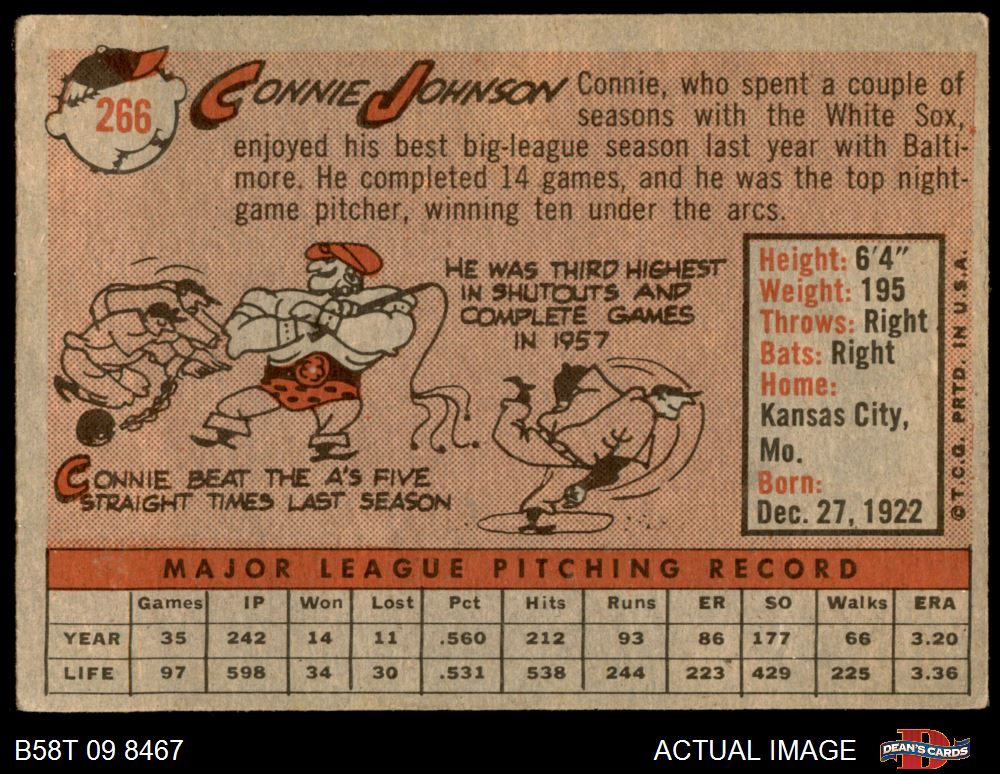 266
CONNIE JOHNSON
Connie, who spent a couple of
seasons with the White Sox,
enjoyed his best big-league season last year with Balti-
more. He completed 14 games, and he was the top night-
game pitcher, winning ten under the arcs.
HE WAS THIRD HIGHEST
IN SHUTOUTS AND
COMPLETE GAMES
IN 1957
CONNIE BEAT THE A'S FIVE
STRAIGHT TIMES LAST SEASON
Height: 6'4"
Weight: 195
Throws: Right
Bats: Right
Home:
Kansas City,
Mo.
Born:
Dec. 27, 1922
©T.C.G. PRTD. IN U.S.A.
MAJOR LEAGUE PITCHING RECORD
Games IP Won Lost Pct Hits Runs ER SO Walks ERA
YEAR 35 242 14 11 .560 212 93 86 177 66 3.20
LIFE 97 598 34 30 .531 538 244 223 429 225 3.36
B58T 09 8467
ACTUAL IMAGE
B
DEAN'S CARDS